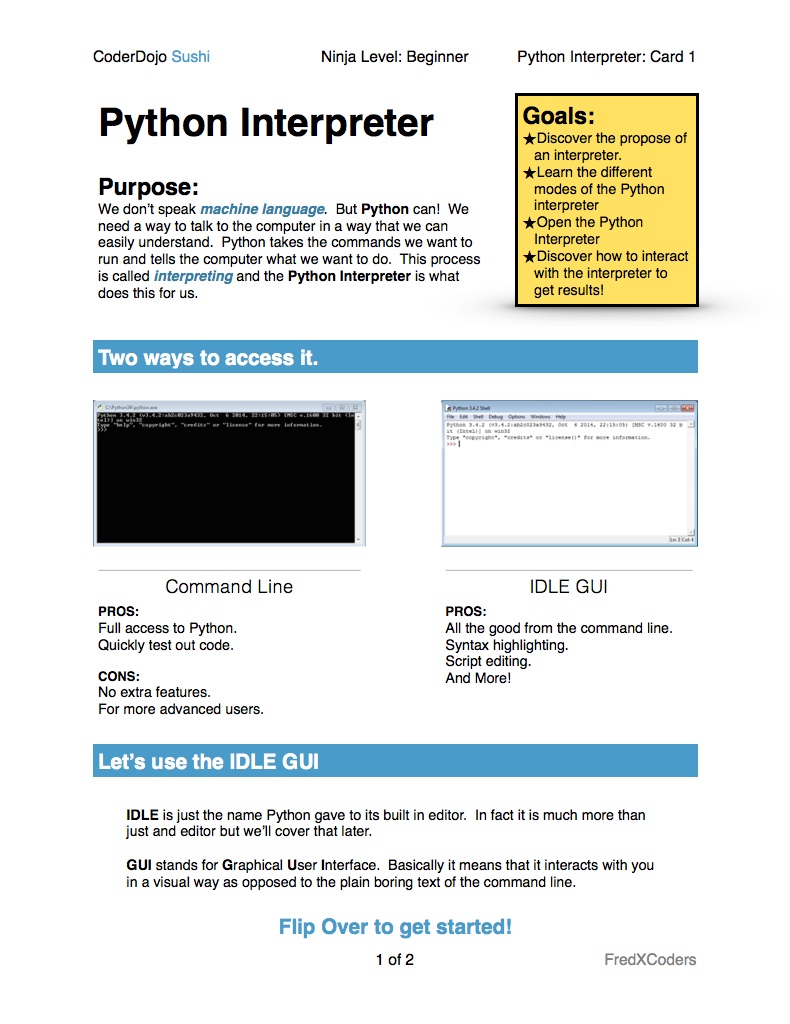 CoderDojo Sushi
Ninja Level: Beginner
Python Interpreter: Card 1
Python Interpreter
Purpose:
We don't speak machine language. But Python can! We
need a way to talk to the computer in a way that we can
easily understand. Python takes the commands we want to
run and tells the computer what we want to do. This process
is called interpreting and the Python Interpreter is what
does this for us.
Goals:
★Discover the propose of
an interpreter.
★Learn the different
modes of the Python
interpreter
★Open the Python
Interpreter
★Discover how to interact
with the interpreter to
get results!
Two ways to access it.
C:\Python34\python.exe
Python 3.4.2 (v3.4.2:ab2c023a9432, Oct 6 2014, 22:15:05) [MSC v.1600 32 bit (In
tel)] on win32
Type "help", "copyright", "credits" or "license" for more information.
>>>
Python 3.4.2 Shell
File Edit Shell Debug Options Windows Help
Python 3.4.2 (v3.4.2:ab2c023a9432, Oct 6 2014, 22:15:05) [MSC v.1600 32 b
it (Intel)] on win32
Type "copyright", "credits" or "license()" for more information.
>>>
Ln: 3 Col: 4
Command Line
PROS:
Full access to Python.
Quickly test out code.
CONS:
No extra features.
For more advanced users.
IDLE GUI
PROS:
All the good from the command line.
Syntax highlighting.
Script editing.
And More!
Let's use the IDLE GUI
IDLE is just the name Python gave to its built in editor. In fact it is much more than
just and editor but we'll cover that later.
GUI stands for Graphical User Interface. Basically it means that it interacts with you
in a visual way as opposed to the plain boring text of the command line.
Flip Over to get started!
1 of 2
FredXCoders